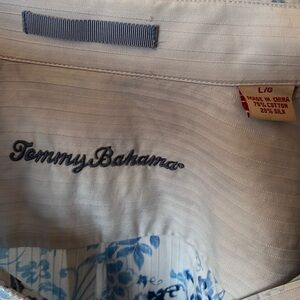 L/G
MADE IN CHINA
75% COTTON
25% SILK
Tommy Bahama®